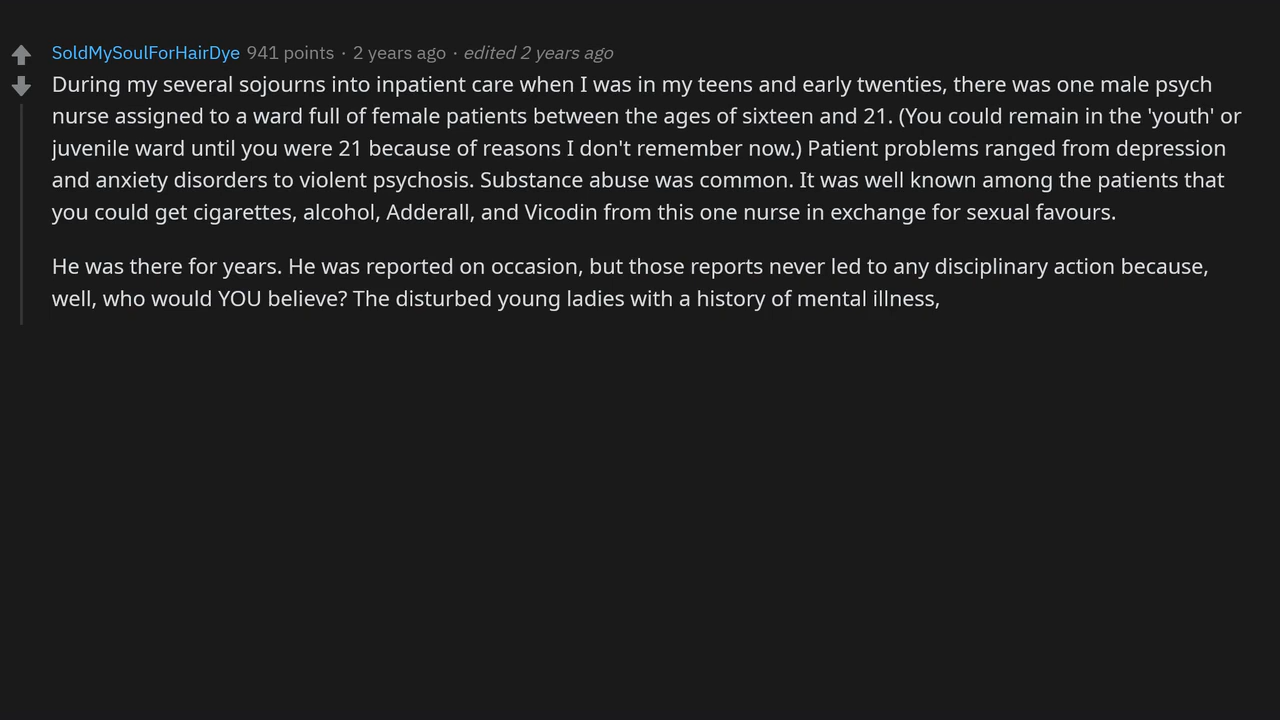 SoldMySoulForHairDye 941 points · 2 years ago · edited 2 years ago
During my several sojourns into inpatient care when I was in my teens and early twenties, there was one male psych
nurse assigned to a ward full of female patients between the ages of sixteen and 21. (You could remain in the 'youth' or
juvenile ward until you were 21 because of reasons I don't remember now.) Patient problems ranged from depression
and anxiety disorders to violent psychosis. Substance abuse was common. It was well known among the patients that
you could get cigarettes, alcohol, Adderall, and Vicodin from this one nurse in exchange for sexual favours.
He was there for years. He was reported on occasion, but those reports never led to any disciplinary action because,
well, who would YOU believe? The disturbed young ladies with a history of mental illness,